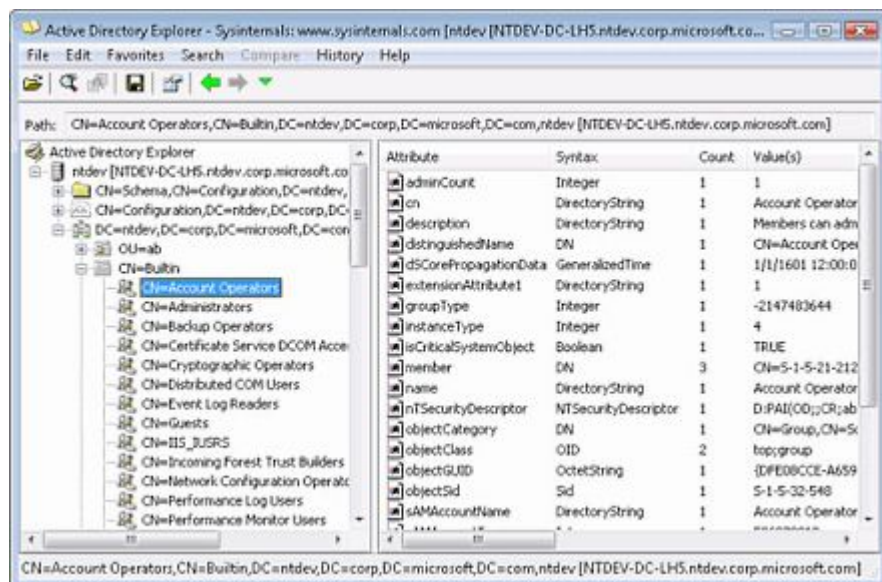 Active Directory Explorer - Sysinternals: www.sysinternals.com [ntdev [NTDEV-DC-LH5.ntdev.corp.microsoft.co...
File Edit Favorites Search Compare History Help
Path: CN=Account Operators,CN=Builtin,DC=ntdev,DC=corp,DC=microsoft,DC=com,ntdev [NTDEV-DC-LH5.ntdev.corp.microsoft.com]
Active Directory Explorer
ntdev [NTDEV-DC-LH5.ntdev.corp.microsoft.co
CN=Schema,CN=Configuration,DC=ntdev,
CN=Configuration,DC=ntdev,DC=corp,DC=
DC=ntdev,DC=corp,DC=microsoft,DC=con
OU=ab
CN=Builtin
CN=Account Operators
CN=Administrators
CN=Backup Operators
CN=Certificate Service DCOM Acce
CN=Cryptographic Operators
CN=Distributed COM Users
CN=Event Log Readers
CN=Guests
CN=IIS_IUSRS
CN=Incoming Forest Trust Builders
CN=Network Configuration Operato
CN=Performance Log Users
CN=Performance Monitor Users
Attribute Syntax Count Value(s)
adminCount Integer 1 1
cn DirectoryString 1 Account Operator
description DirectoryString 1 Members can adm
distinguishedName DN 1 CN=Account Oper
dSCorePropagationData GeneralizedTime 1 1/1/1601 12:00:0
extensionAttribute1 DirectoryString 1 1
groupType Integer 1 -2147483644
instanceType Integer 1 4
isCriticalSystemObject Boolean 1 TRUE
member DN 3 CN=S-1-5-21-212
name DirectoryString 1 Account Operator
nTSecurityDescriptor NTSecurityDescriptor 1 D:PAI(OD;;CR;ab
objectCategory DN 1 CN=Group,CN=Sc
objectClass OID 2 top;group
objectGUID OctetString 1 {DFE08CCE-A659
objectSid Sid 1 S-1-5-32-548
sAMAccountName DirectoryString 1 Account Operator
CN=Account Operators,CN=Builtin,DC=ntdev,DC=corp,DC=microsoft,DC=com,ntdev [NTDEV-DC-LH5.ntdev.corp.microsoft.com]